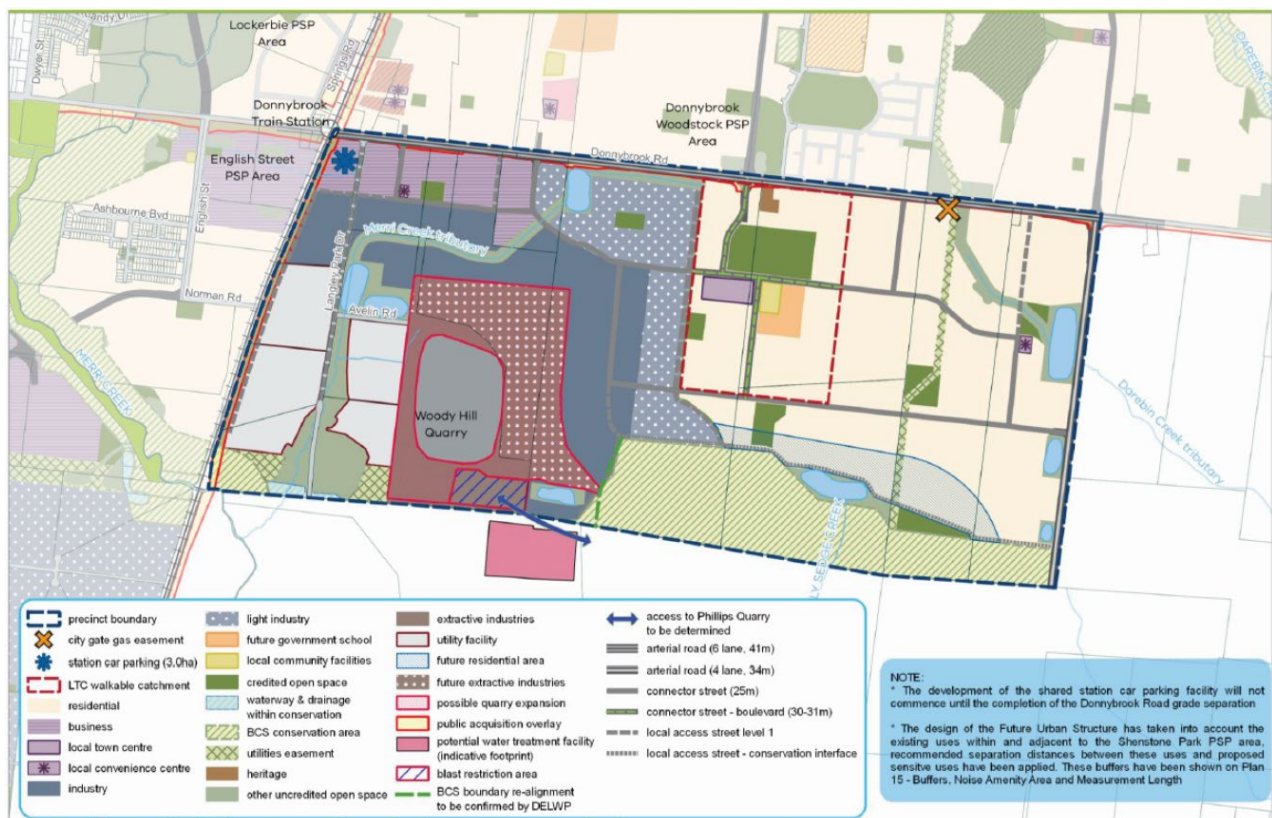 andy Dr
Lockerbie PSP
Area
Dwyer St
Springs Rd
Donnybrook
Train Station
English Street
PSP Area
Donnybrook
Woodstock PSP
Area
Donnybrook Rd
English St
Ashbourne Bvd
Norman Rd
Merri Creek tributary
Langley Park Dr
Avelin Rd
MERRI CREEK
Woody Hill
Quarry
Darebin Creek
tributary
LY SEDGE CREEK
precinct boundary
city gate gas easement
station car parking (3.0ha)
LTC walkable catchment
residential
business
local town centre
local convenience centre
industry
light industry
future government school
local community facilities
credited open space
waterway & drainage
within conservation
BCS conservation area
utilities easement
heritage
other uncredited open space
extractive industries
utility facility
future residential area
future extractive industries
possible quarry expansion
public acquisition overlay
potential water treatment facility
(indicative footprint)
blast restriction area
BCS boundary re-alignment
to be confirmed by DELWP
access to Phillips Quarry
to be determined
arterial road (6 lane, 41m)
arterial road (4 lane, 34m)
connector street (25m)
connector street - boulevard (30-31m)
local access street level 1
local access street - conservation interface
NOTE:
* The development of the shared station car parking facility will not
commence until the completion of the Donnybrook Road grade separation
* The design of the Future Urban Structure has taken into account the
existing uses within and adjacent to the Shenstone Park PSP area,
recommended separation distances between these uses and proposed
sensitve uses have been applied. These buffers have been shown on Plan
15 - Buffers, Noise Amenity Area and Measurement Length